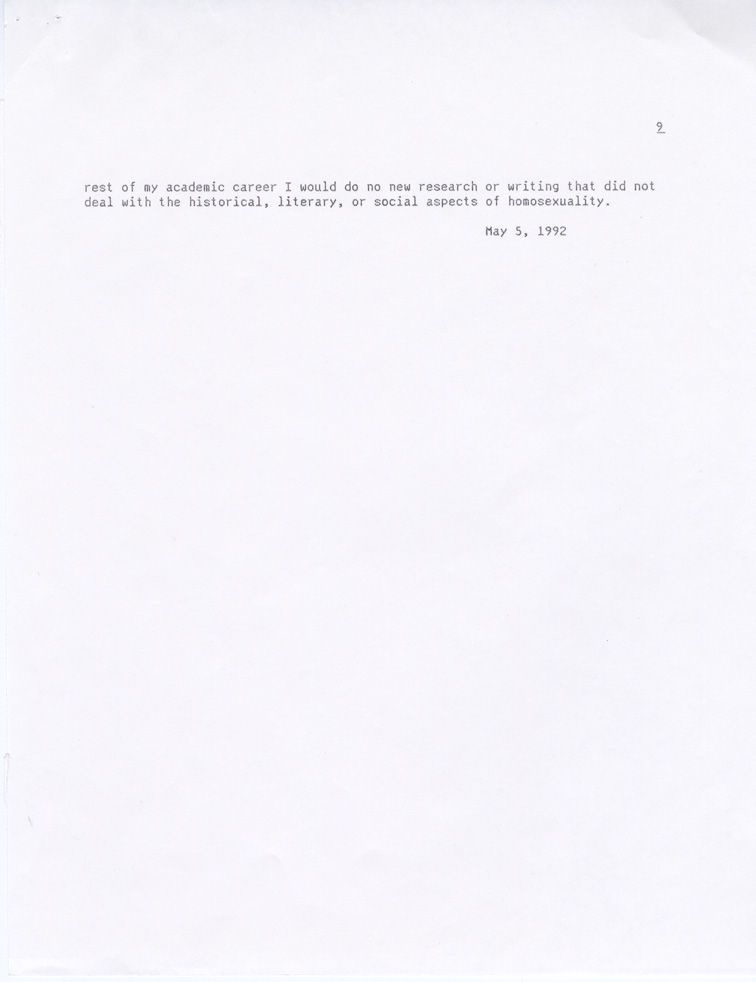 9
rest of my academic career I would do no new research or writing that did not
deal with the historical, literary, or social aspects of homosexuality.
May 5, 1992